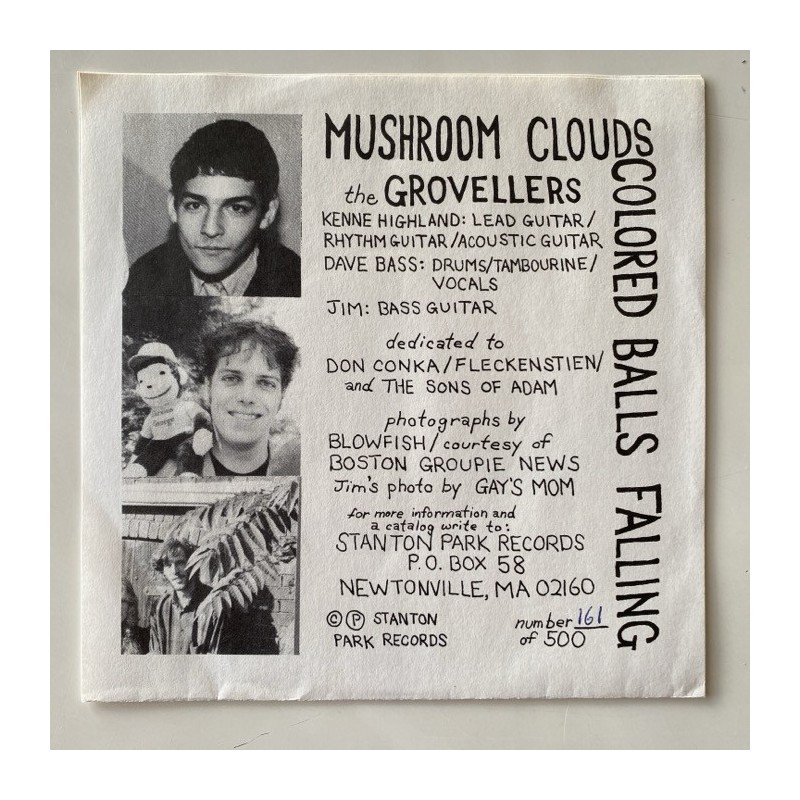 MUSHROOM CLOUDS
the GROVELLERS
KENNE HIGHLAND: LEAD GUITAR/
RHYTHM GUITAR/ACOUSTIC GUITAR
DAVE BASS: DRUMS/TAMBOURINE/
VOCALS
JIM: BASS GUITAR
dedicated to
DON CONKA/FLECKENSTIEN/
and THE SONS OF ADAM
photographs by
BLOWFISH/courtesy of
BOSTON GROUPIE NEWS
Jim's photo by GAY'S MOM
for more information and
a catalog write to:
STANTON PARK RECORDS
P.O. BOX 58
NEWTONVILLE, MA 02160
© ℗ STANTON
PARK RECORDS
number 161
of 500
COLORED BALLS FALLING